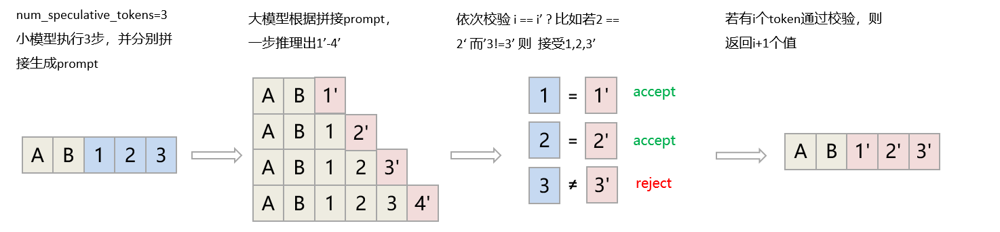 num_speculative_tokens=3
小模型执行3步，并分别拼
接生成prompt
大模型根据拼接prompt，
一步推理出1’-4’
依次校验 i == i’ ? 比如若2 ==
2‘ 而’3!=3’ 则 接受1,2,3’
若有i个token通过校验，则
返回i+1个值
A B 1 2 3
A B 1'
A B 1 2'
A B 1 2 3'
A B 1 2 3 4'
1 = 1' accept
2 = 2' accept
3 ≠ 3' reject
A B 1' 2' 3'